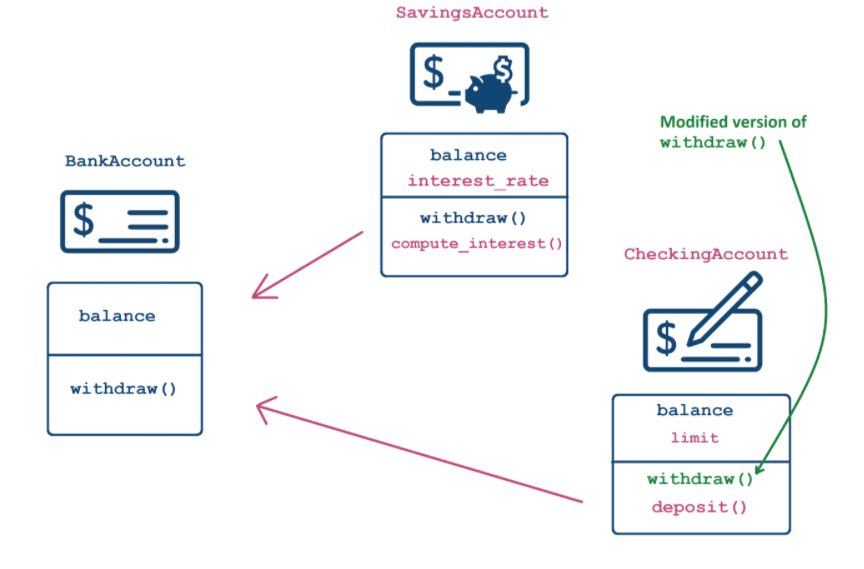 SavingsAccount
$
$
balance
interest_rate
withdraw()
compute_interest()
BankAccount
$
balance
withdraw()
Modified version of
withdraw()
CheckingAccount
$
balance
limit
withdraw()
deposit()